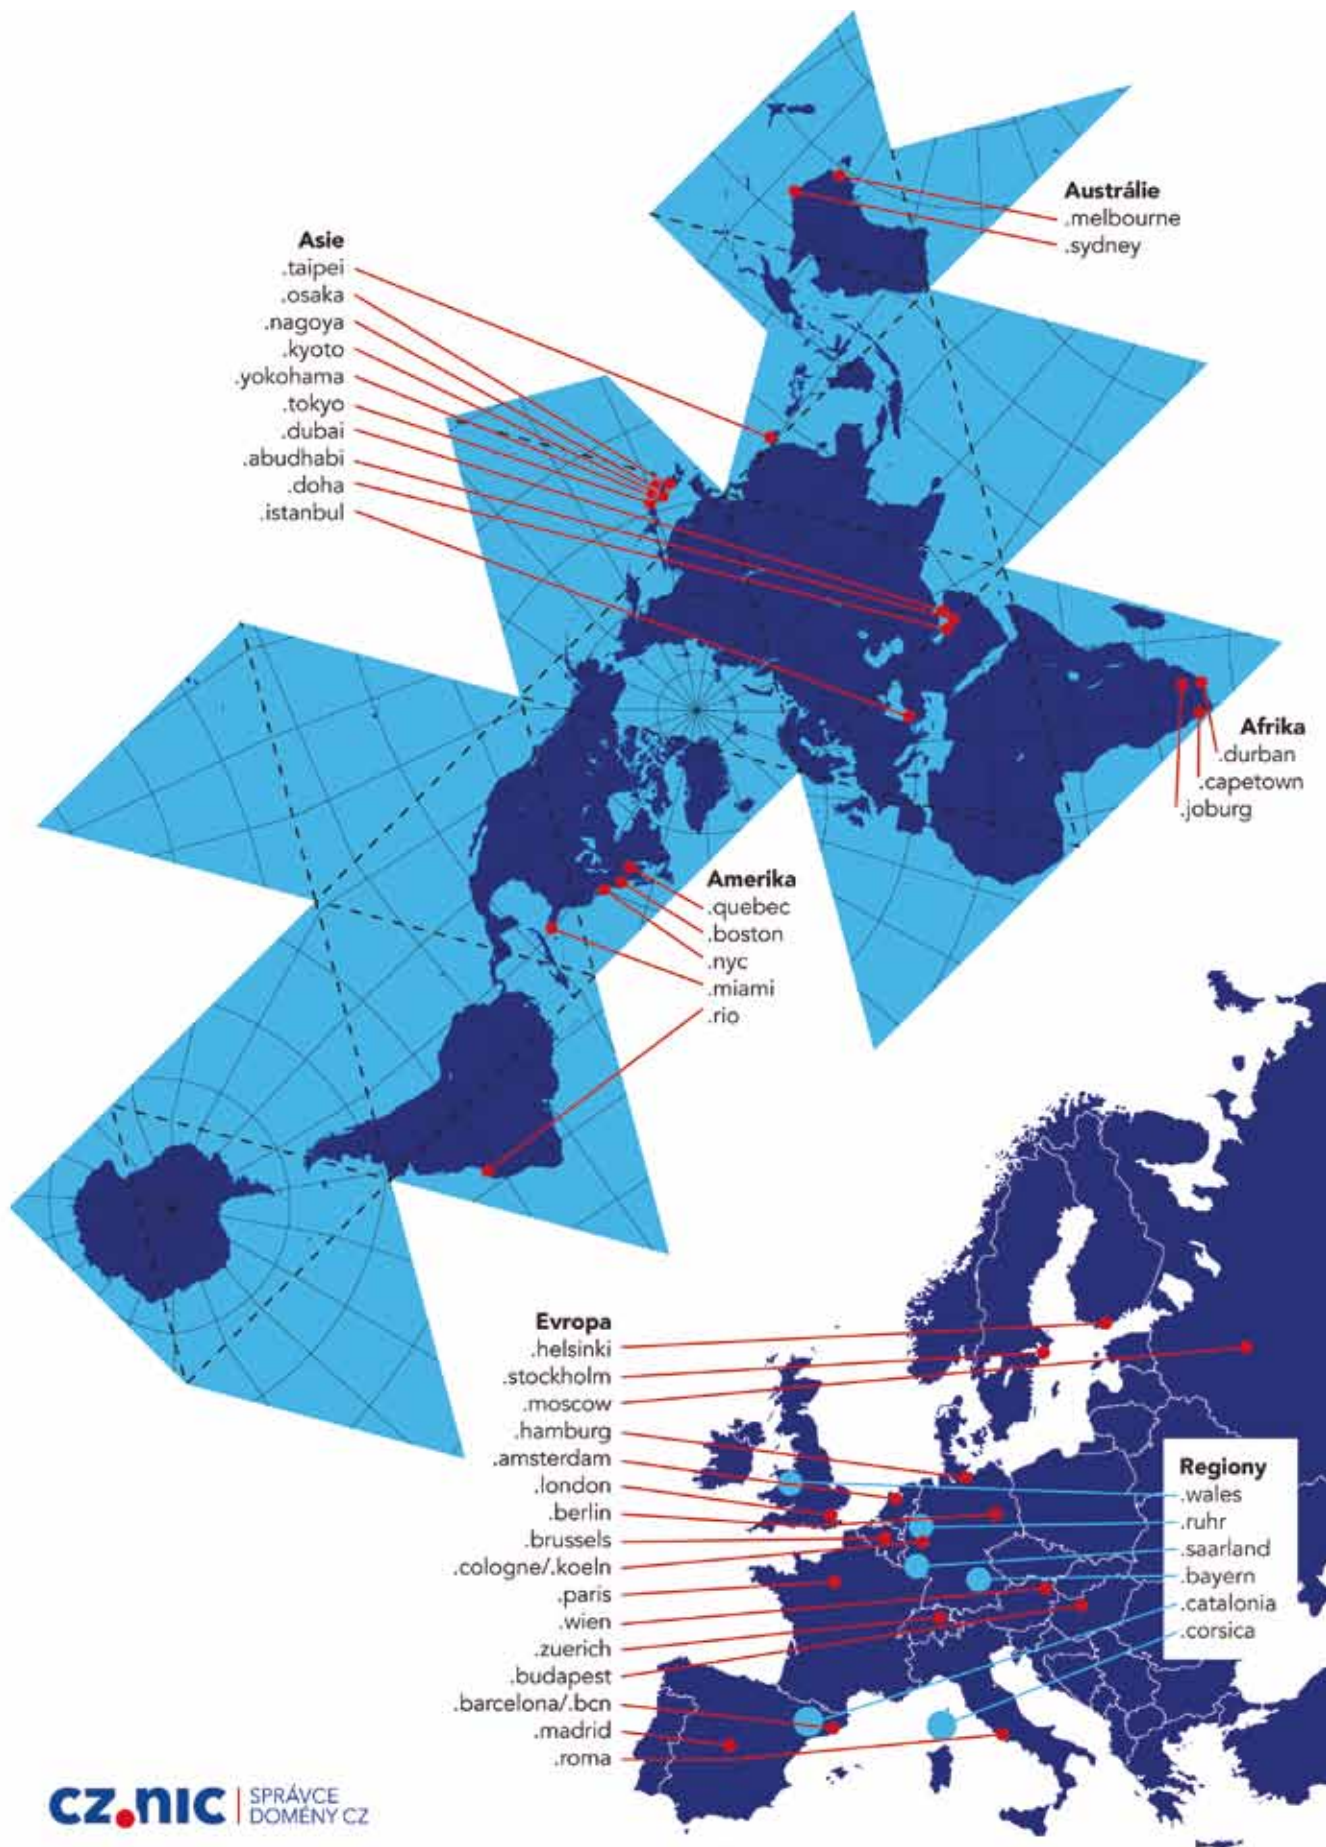 Austrálie
.melbourne
.sydney
Asie
.taipei
.osaka
.nagoya
.kyoto
.yokohama
.tokyo
.dubai
.abudhabi
.doha
.istanbul
Afrika
.durban
.capetown
.joburg
Amerika
.quebec
.boston
.nyc
.miami
.rio
Evropa
.helsinki
.stockholm
.moscow
.hamburg
.amsterdam
.london
.berlin
.brussels
.cologne/.koeln
.paris
.wien
.zuerich
.budapest
.barcelona/.bcn
.madrid
.roma
Regiony
.wales
.ruhr
.saarland
.bayern
.catalonia
.corsica
cz.nic
SPRÁVCE
DOMÉNY CZ